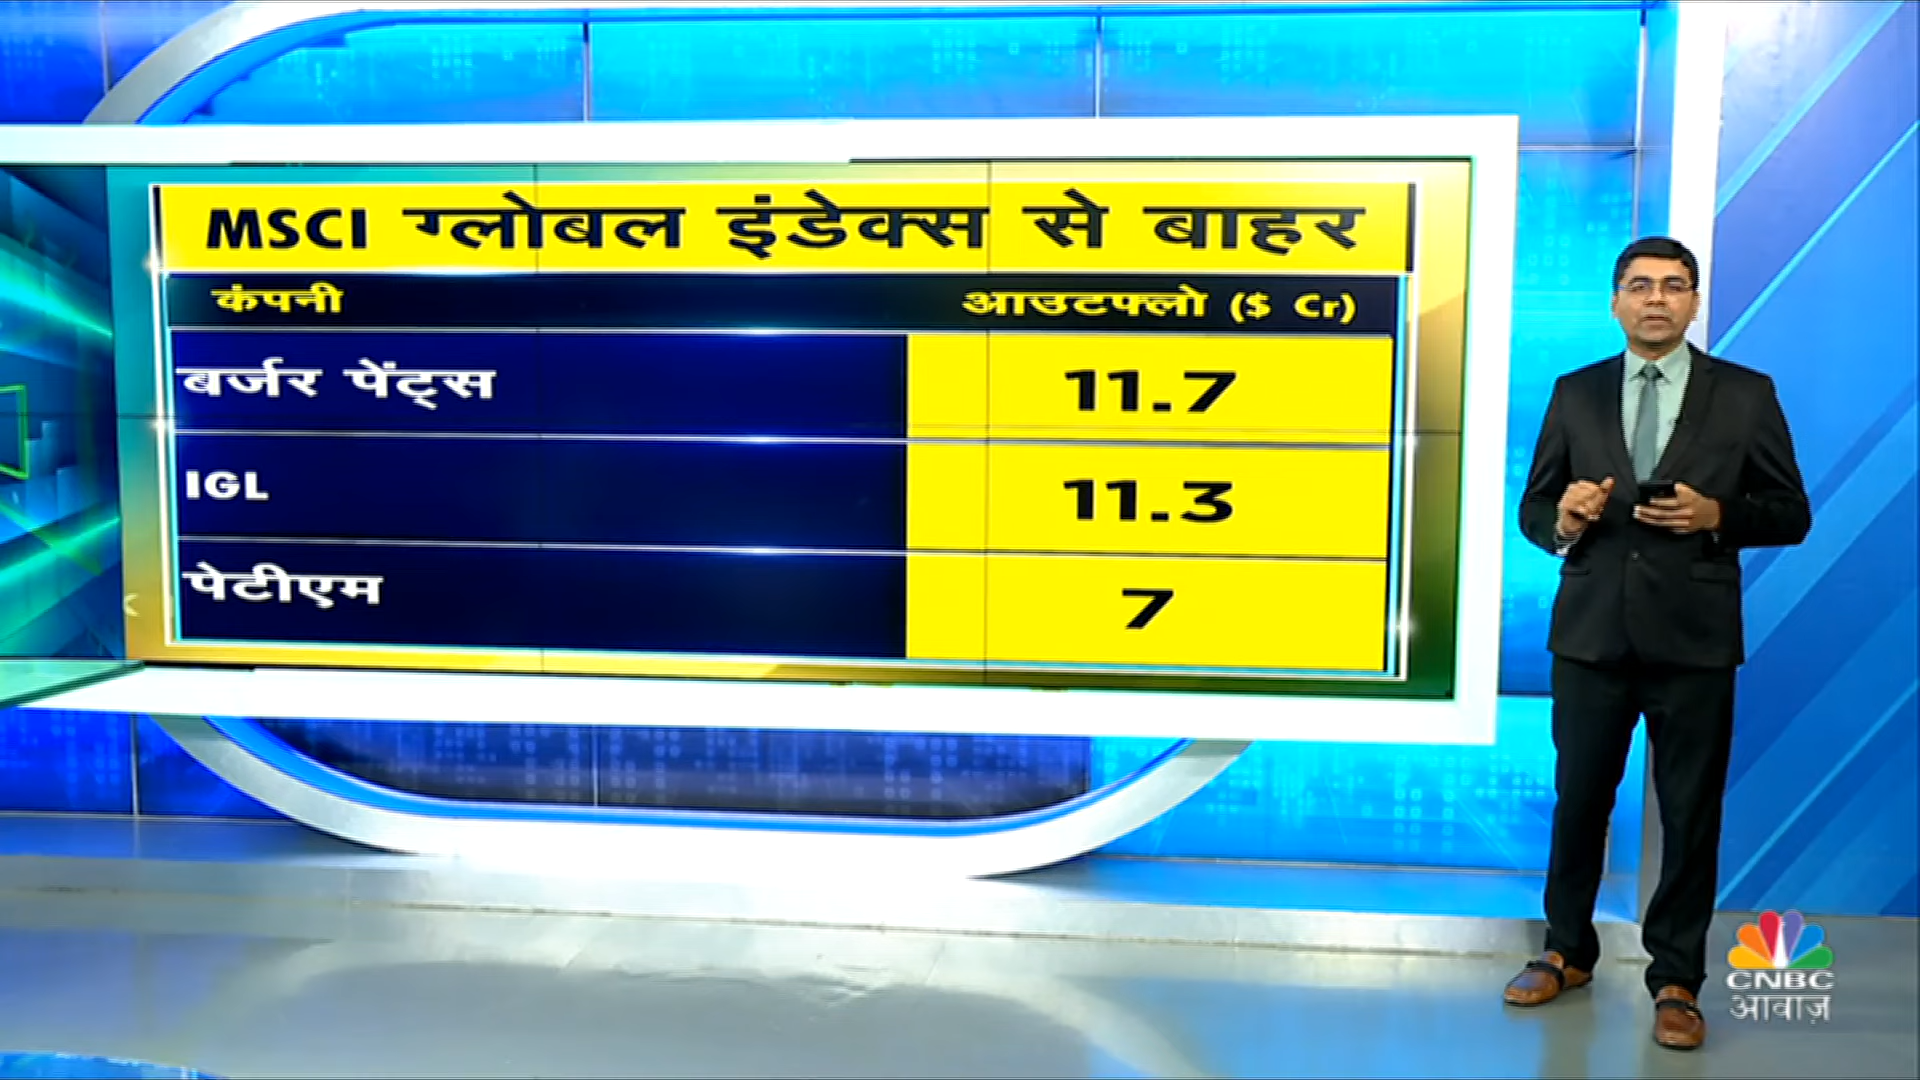 MSCI ग्लोबल इंडेक्स से बाहर
कंपनी आउटफ्लो ($ Cr)
बर्जर पेंट्स 11.7
IGL 11.3
पेटीएम 7
CNBC
आवाज़